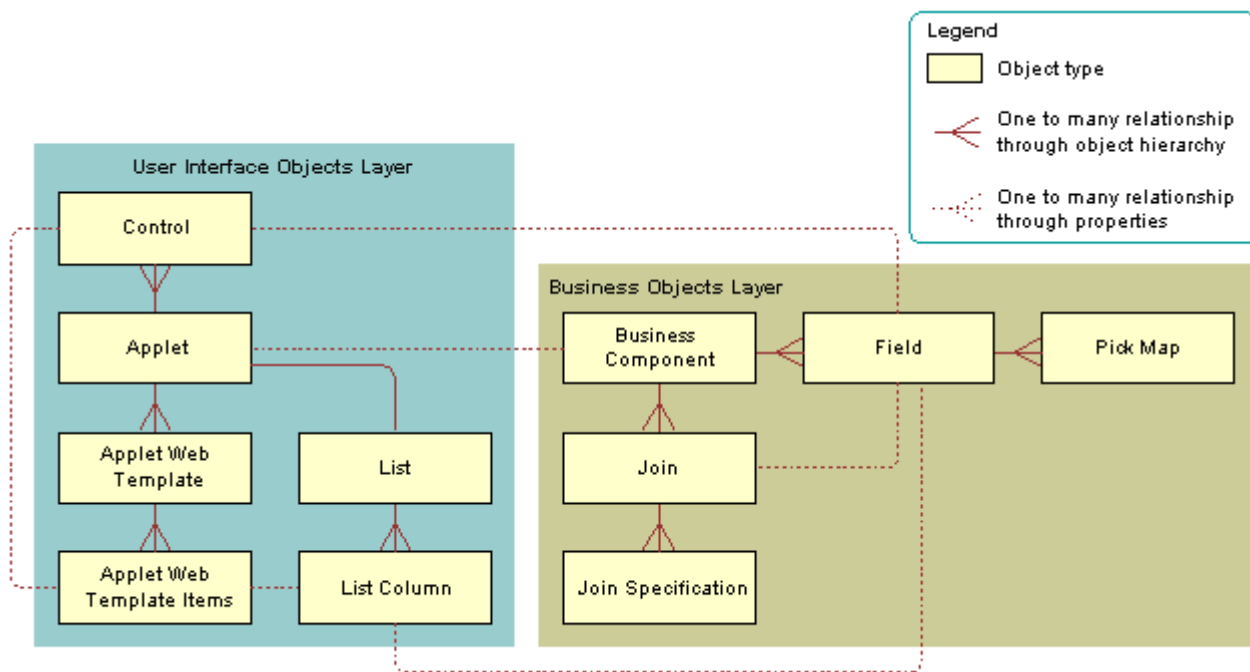 Legend
Object type
One to many relationship
through object hierarchy
One to many relationship
through properties
User Interface Objects Layer
Control
Applet
Applet Web
Template
List
Applet Web
Template Items
List Column
Business Objects Layer
Business
Component
Field
Pick Map
Join
Join Specification